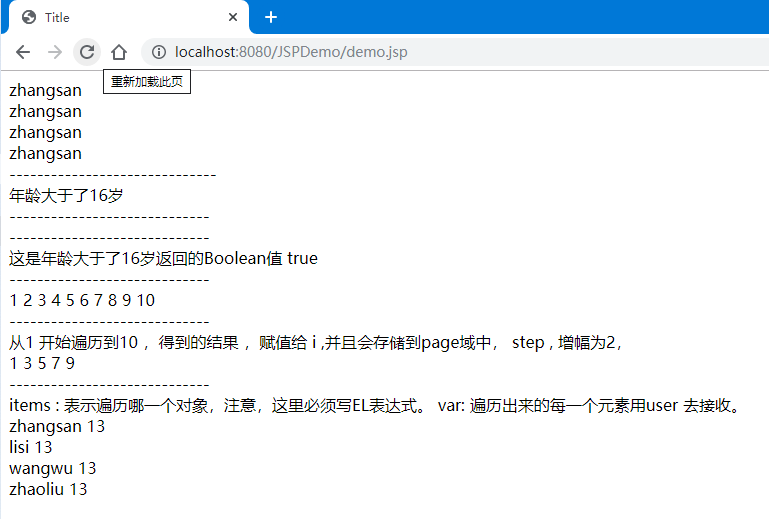 Title
localhost:8080/JSPDemo/demo.jsp
重新加载此页
zhangsan
zhangsan
zhangsan
zhangsan
------------------------------
年龄大于了16岁
-----------------------------
-----------------------------
这是年龄大于了16岁返回的Boolean值 true
-----------------------------
1 2 3 4 5 6 7 8 9 10
-----------------------------
从1 开始遍历到10 ，得到的结果 ，赋值给 i ,并且会存储到page域中， step , 增幅为2，
1 3 5 7 9
-----------------------------
items : 表示遍历哪一个对象，注意，这里必须写EL表达式。 var: 遍历出来的每一个元素用user 去接收。
zhangsan 13
lisi 13
wangwu 13
zhaoliu 13